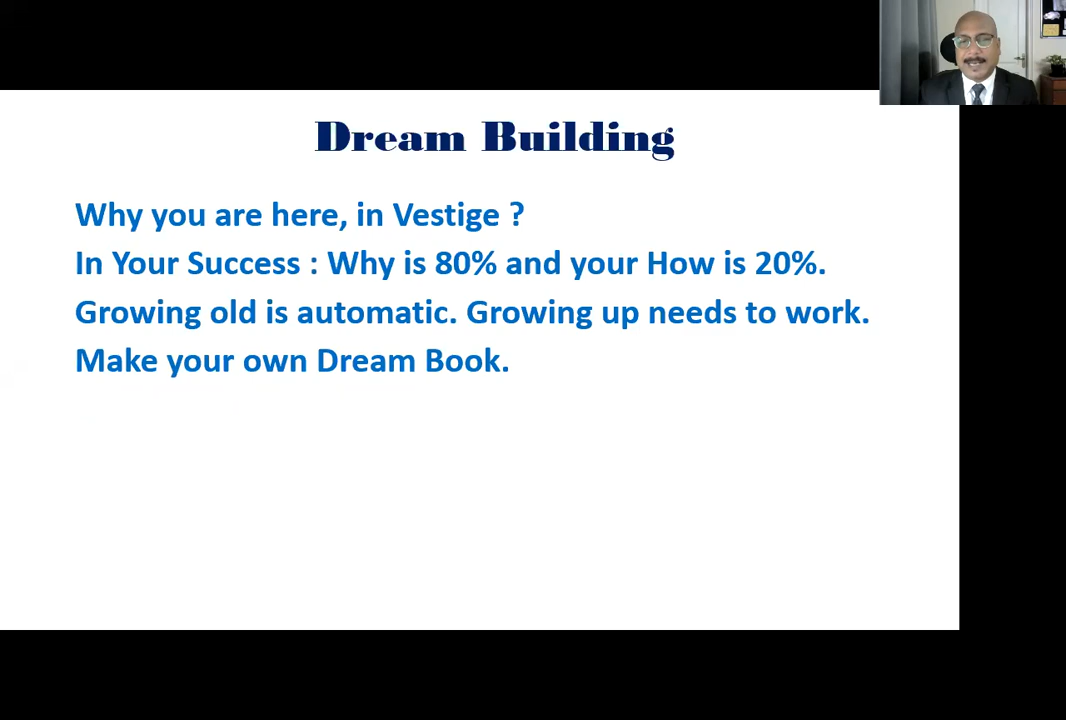 Dream Building
Why you are here, in Vestige ?
In Your Success : Why is 80% and your How is 20%.
Growing old is automatic. Growing up needs to work.
Make your own Dream Book.